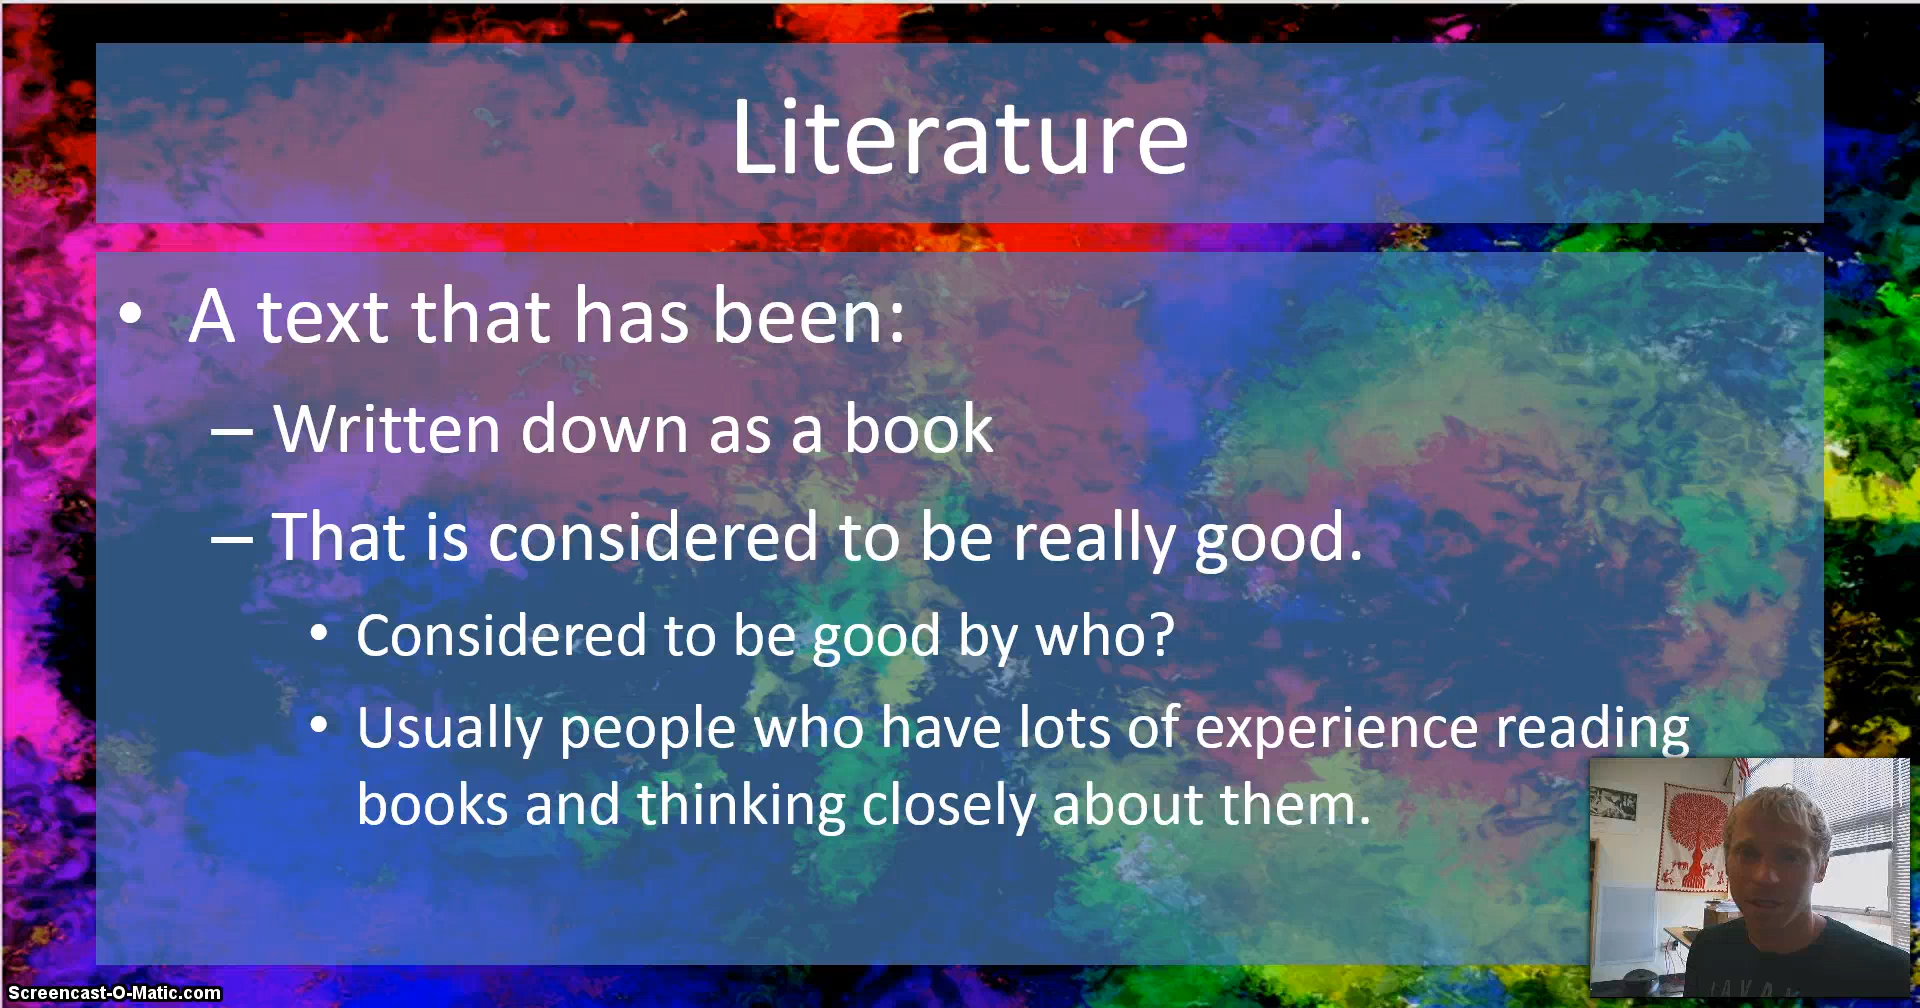 Literature
• A text that has been:
– Written down as a book
– That is considered to be really good.
• Considered to be good by who?
• Usually people who have lots of experience reading
books and thinking closely about them.
Screencast-O-Matic.com